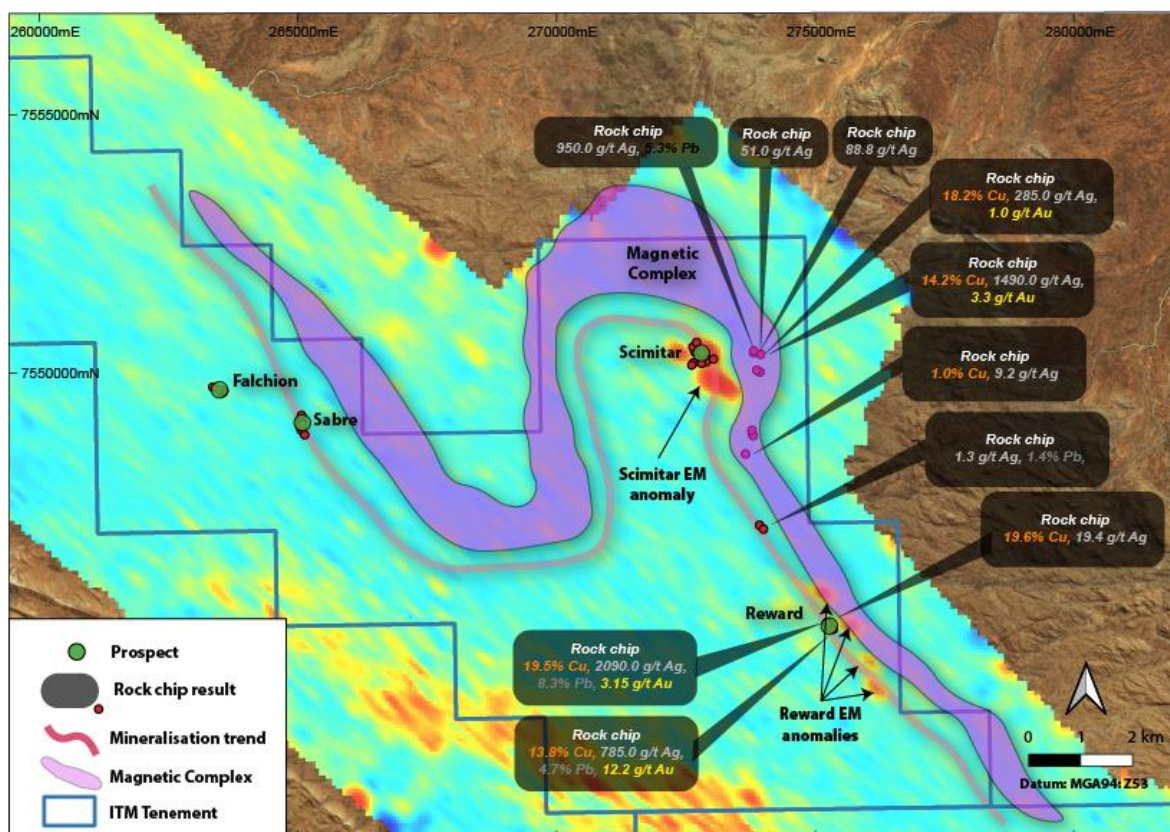 260000mE
265000mE
270000mE
275000mE
280000mE
7555000mN
7550000mN
Rock chip
950.0 g/t Ag, 5.3% Pb
Rock chip
51.0 g/t Ag
Rock chip
88.8 g/t Ag
Rock chip
18.2% Cu, 285.0 g/t Ag,
1.0 g/t Au
Rock chip
14.2% Cu, 1490.0 g/t Ag,
3.3 g/t Au
Rock chip
1.0% Cu, 9.2 g/t Ag
Rock chip
1.3 g/t Ag, 1.4% Pb,
Rock chip
19.6% Cu, 19.4 g/t Ag
Magnetic
Complex
Scimitar
Falchion
Sabre
Scimitar EM
anomaly
Reward
Rock chip
19.5% Cu, 2090.0 g/t Ag,
8.3% Pb, 3.15 g/t Au
Rock chip
13.8% Cu, 785.0 g/t Ag,
4.7% Pb, 12.2 g/t Au
Reward EM
anomalies
Prospect
Rock chip result
Mineralisation trend
Magnetic Complex
ITM Tenement
0 1 2 km
Datum: MGA94: Z53